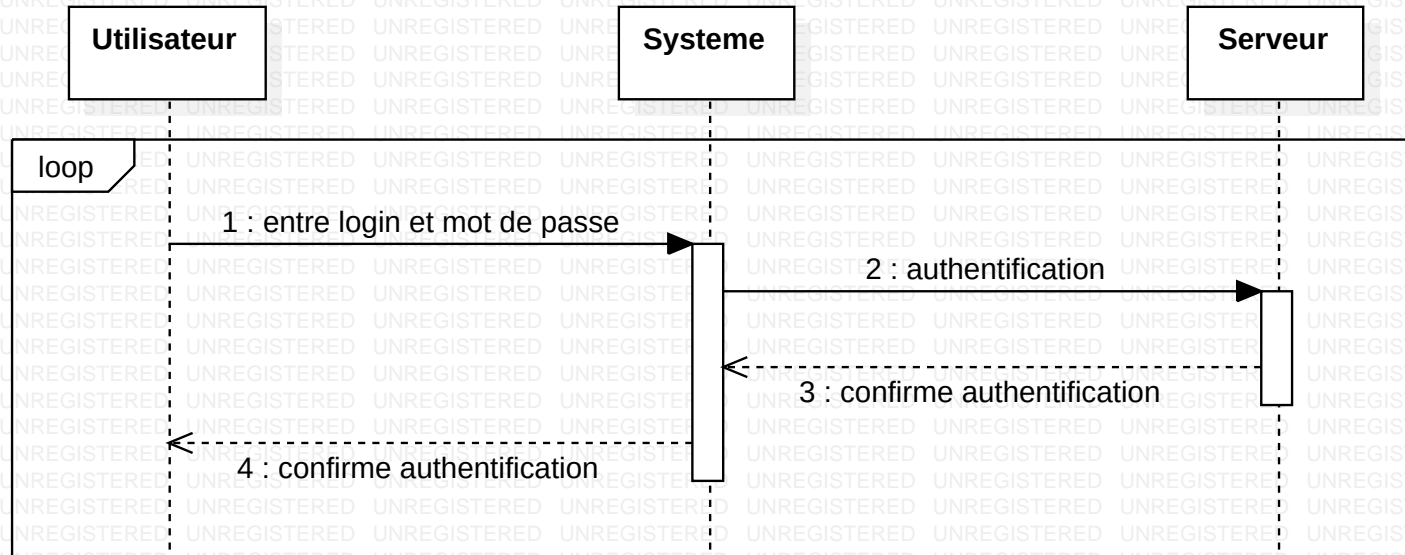 Utilisateur
Systeme
Serveur
loop
1 : entre login et mot de passe
2 : authentification
3 : confirme authentification
4 : confirme authentification
UNREGISTERED